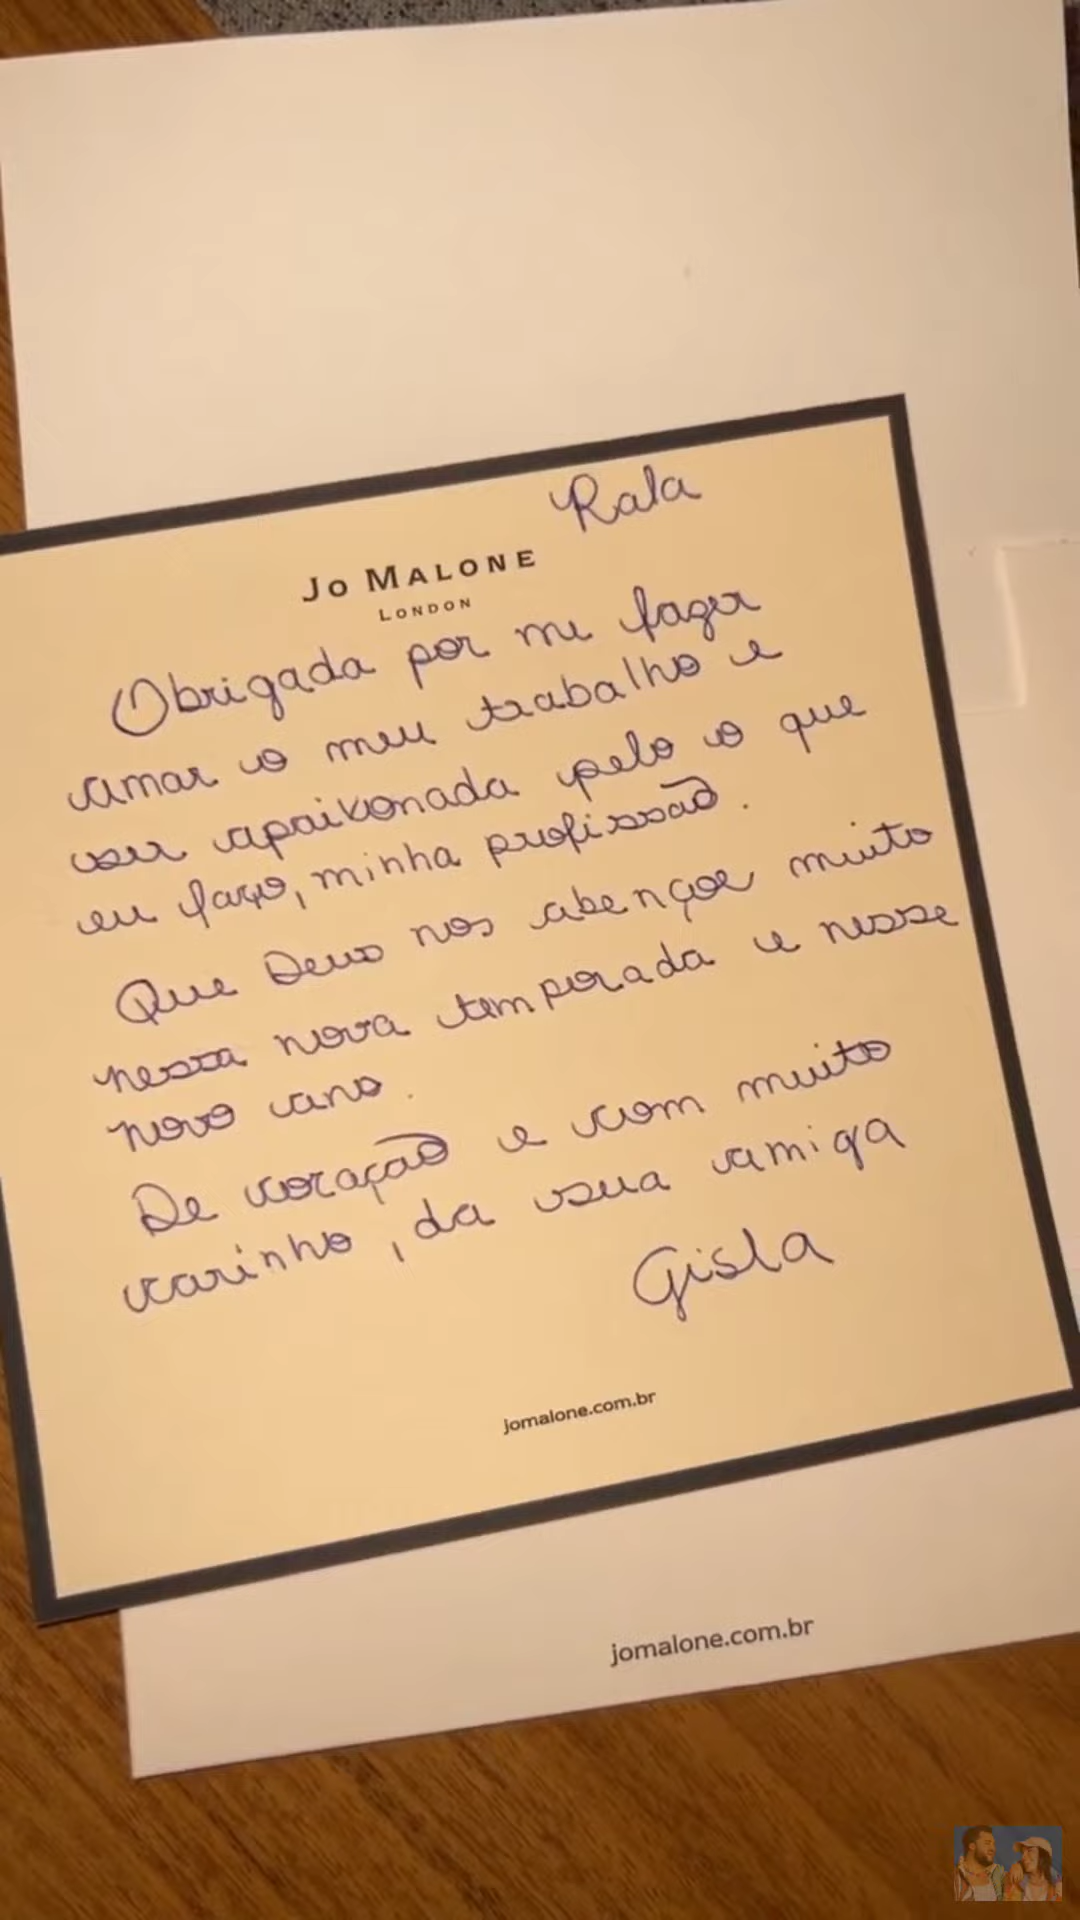 Rala
JO MALONE
LONDON
Obrigada por me fazer
amar o meu trabalho e
ser apaixonada pelo o que
eu faço, minha profissão.
Que Deus nos abençoe muito
nessa nova temporada e nesse
novo ano.
De coração e com muito
carinho, da sua amiga
Gisla
jomalone.com.br
jomalone.com.br